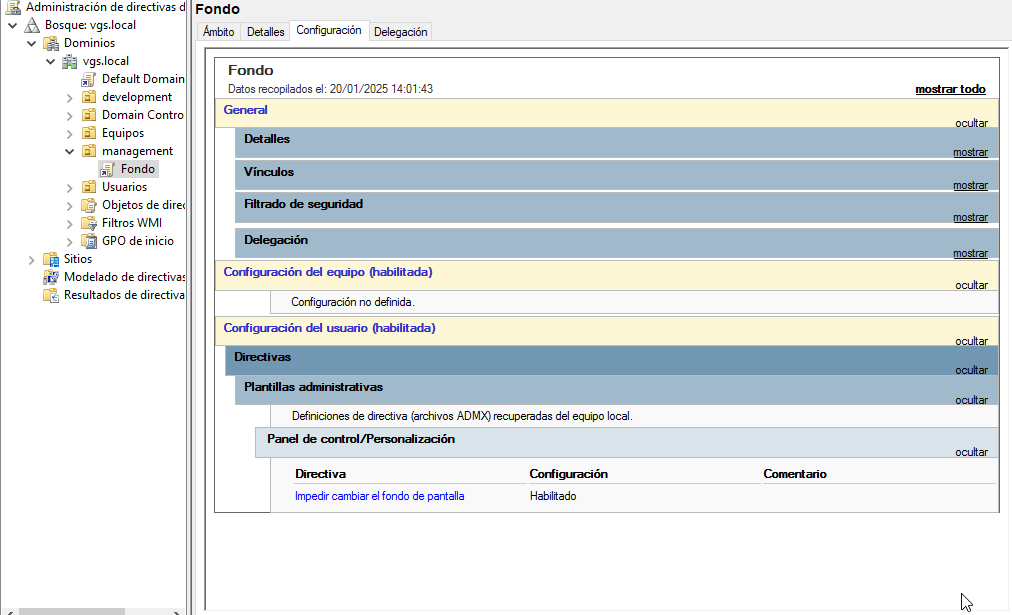 Administración de directivas d
Bosque: vgs.local
Dominios
vgs.local
Default Domain
development
Domain Contro
Equipos
management
Fondo
Usuarios
Objetos de direc
Filtros WMI
GPO de inicio
Sitios
Modelado de directivas
Resultados de directiva
Fondo
Ámbito Detalles Configuración Delegación
Fondo
Datos recopilados el: 20/01/2025 14:01:43 mostrar todo
General
ocultar
Detalles
mostrar
Vínculos
mostrar
Filtrado de seguridad
mostrar
Delegación
mostrar
Configuración del equipo (habilitada)
ocultar
Configuración no definida.
Configuración del usuario (habilitada)
ocultar
Directivas
ocultar
Plantillas administrativas
ocultar
Definiciones de directiva (archivos ADMX) recuperadas del equipo local.
Panel de control/Personalización
ocultar
Directiva Configuración Comentario
Impedir cambiar el fondo de pantalla Habilitado